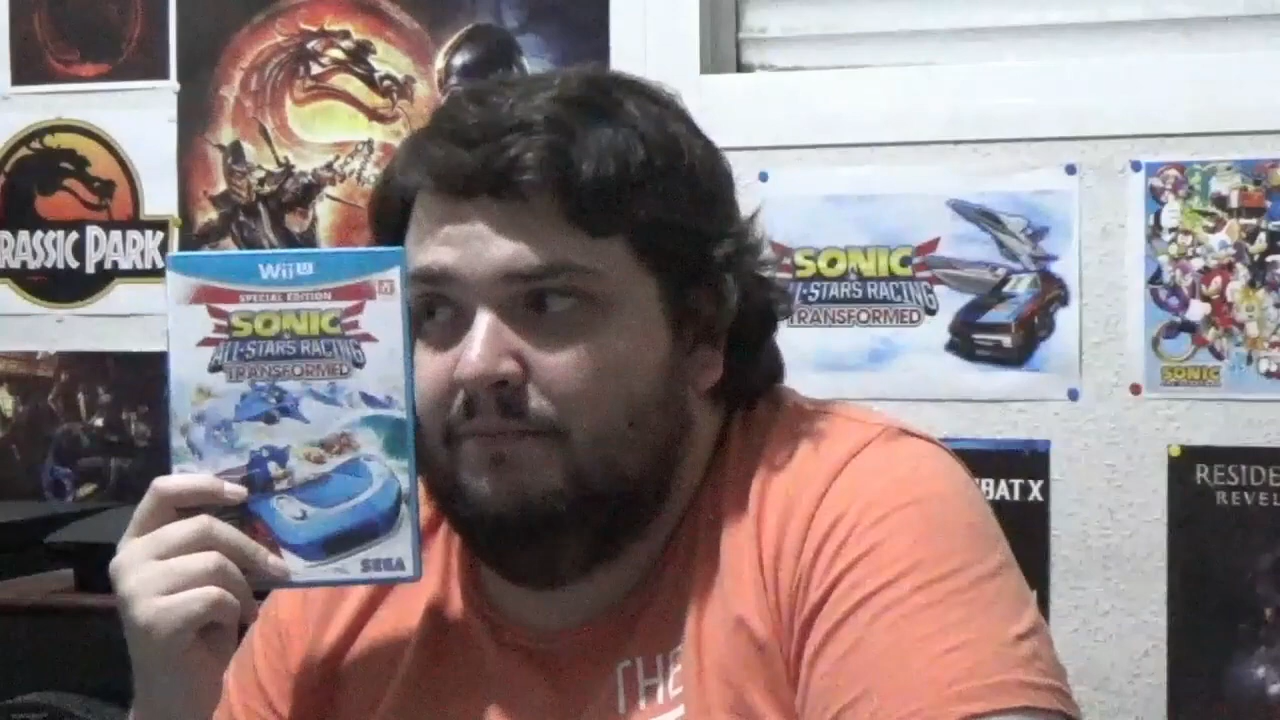 RASSIC PARK
Wii U
SPECIAL EDITION
SONIC
ALL-STARS RACING
TRANSFORMED
SEGA
SONIC
LL-STARS RACING
TRANSFORMED
SONIC
BAT X
RESIDE
REVEL
THE